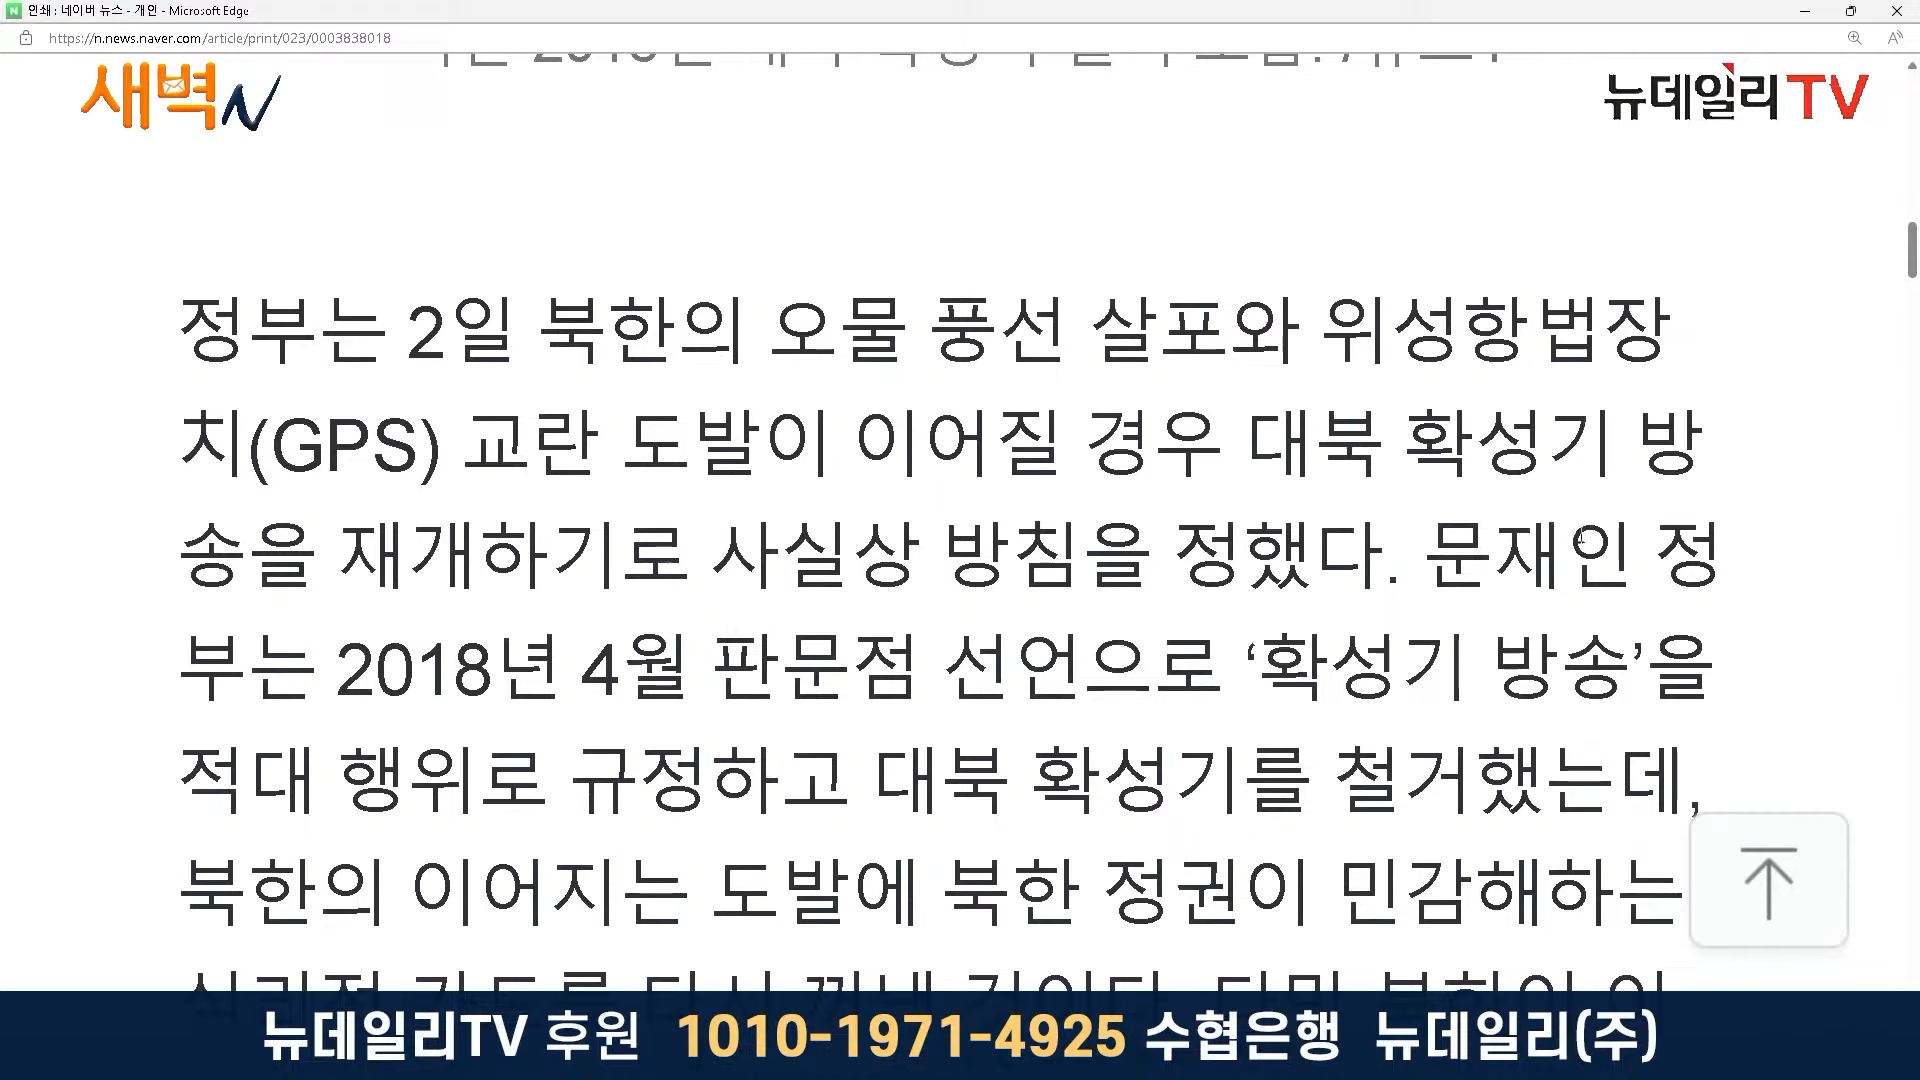 인쇄 : 네이버 뉴스 - 개인 - Microsoft Edge
https://n.news.naver.com/article/print/023/0003838018
새벽N
뉴데일리TV
정부는 2일 북한의 오물 풍선 살포와 위성항법장
치(GPS) 교란 도발이 이어질 경우 대북 확성기 방
송을 재개하기로 사실상 방침을 정했다. 문재인 정
부는 2018년 4월 판문점 선언으로 ‘확성기 방송’을
적대 행위로 규정하고 대북 확성기를 철거했는데,
북한의 이어지는 도발에 북한 정권이 민감해하는
뉴데일리TV 후원 1010-1971-4925 수협은행 뉴데일리(주)